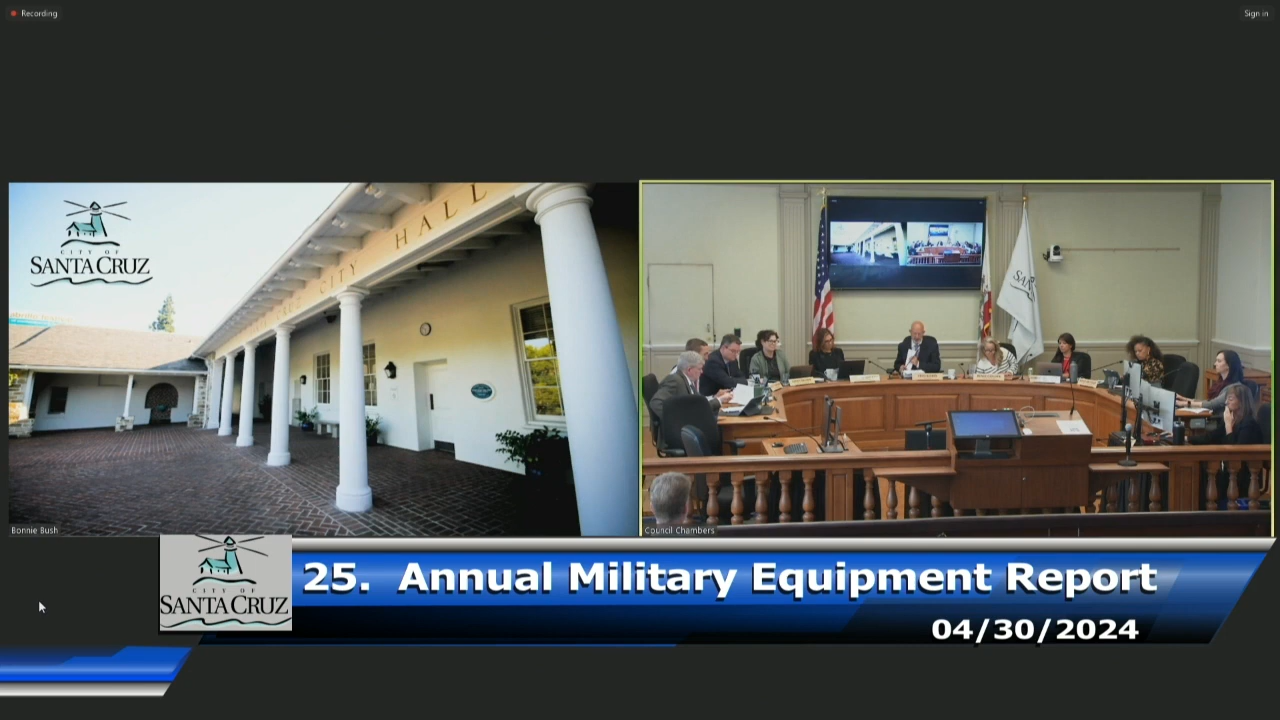 Recording
Sign in
CITY OF
SANTA CRUZ
CITY HALL
Bonnie Bush
Council Chambers
CITY OF
SANTA CRUZ
25. Annual Military Equipment Report
04/30/2024